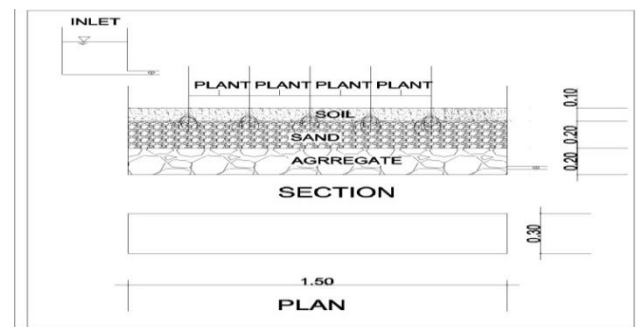 INLET
PLANT PLANT PLANT PLANT
SOIL
SAND
AGRREGATE
0.10
0.20
0.20
SECTION
0.30
1.50
PLAN